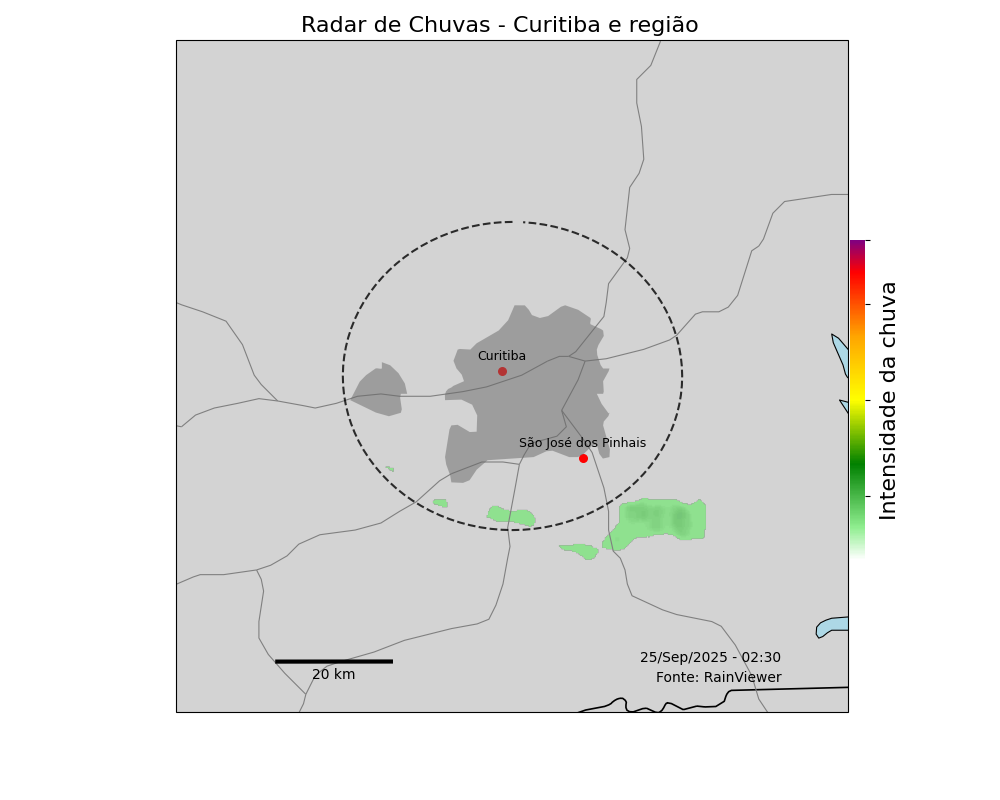 Radar de Chuvas - Curitiba e região
Curitiba
São José dos Pinhais
Intensidade da chuva
25/Sep/2025 - 02:30
Fonte: RainViewer
20 km